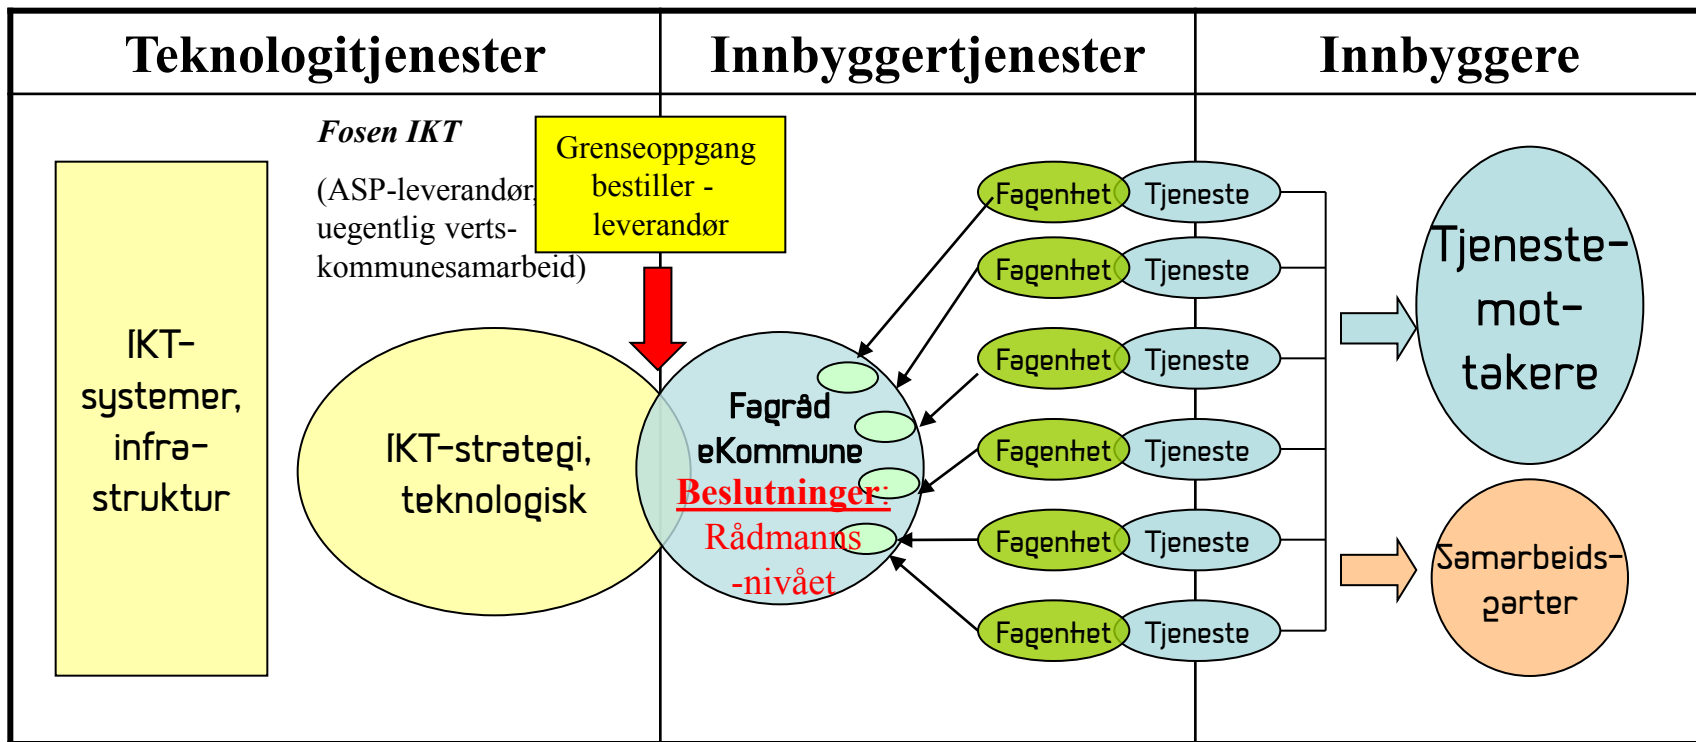 Teknologitjenester
Innbyggertjenester
Innbyggere
Fosen IKT
(ASP-leverandør,
uegentlig verts-
kommunesamarbeid)
Grenseoppgang
bestiller -
leverandør
IKT-
systemer,
infra-
struktur
IKT-strategi,
teknologisk
Fagråd
eKommune
Beslutninger:
Rådmanns
-nivået
Fagenhet Tjeneste
Fagenhet Tjeneste
Fagenhet Tjeneste
Fagenhet Tjeneste
Fagenhet Tjeneste
Fagenhet Tjeneste
Tjeneste-
mot-
takere
Samarbeids-
parter